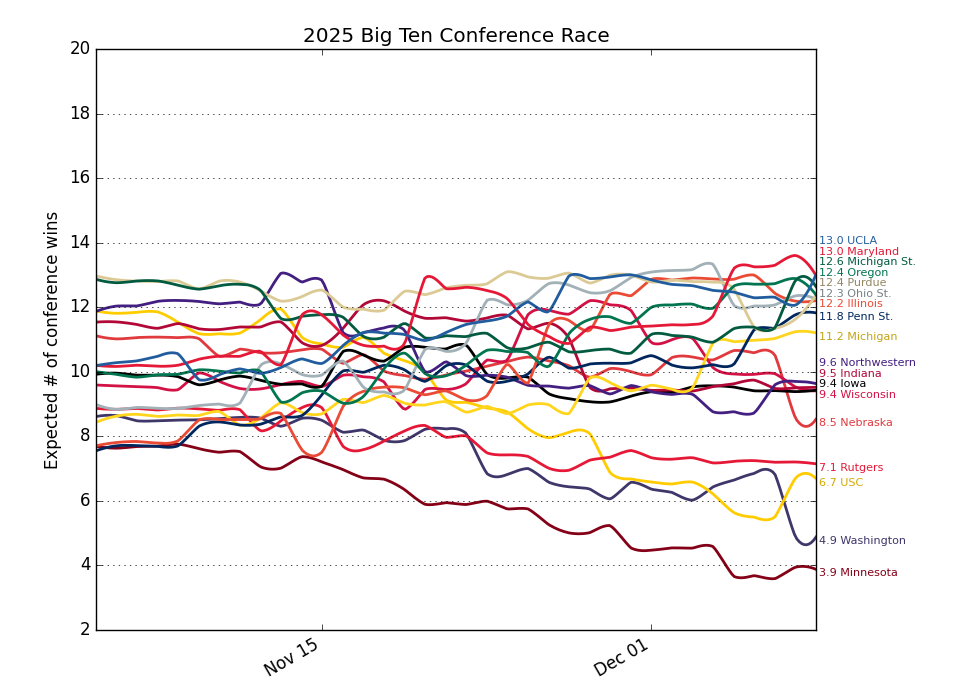 2025 Big Ten Conference Race
Expected # of conference wins
20
18
16
14
12
10
8
6
4
2
Nov 15
Dec 01
13.0 UCLA
13.0 Maryland
12.6 Michigan St.
12.4 Oregon
12.4 Purdue
12.3 Ohio St.
12.2 Illinois
11.8 Penn St.
11.2 Michigan
9.6 Northwestern
9.5 Indiana
9.4 Iowa
9.4 Wisconsin
8.5 Nebraska
7.1 Rutgers
6.7 USC
4.9 Washington
3.9 Minnesota